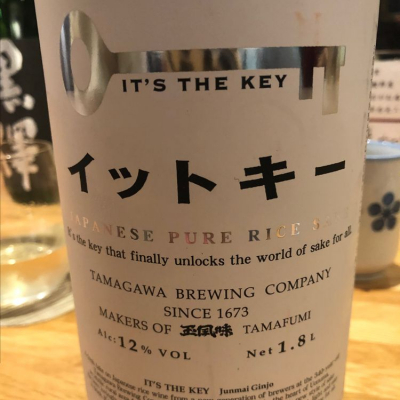 IT'S THE KEY
イットキー
JAPANESE PURE RICE
It's the key that finally unlocks the world of sake for all.
TAMAGAWA BREWING COMPANY
SINCE 1673
MAKERS OF 玉風味 TAMAFUMI
Alc: 12% VOL Net 1.8L
IT'S THE KEY Junmai Ginjo
黒澤